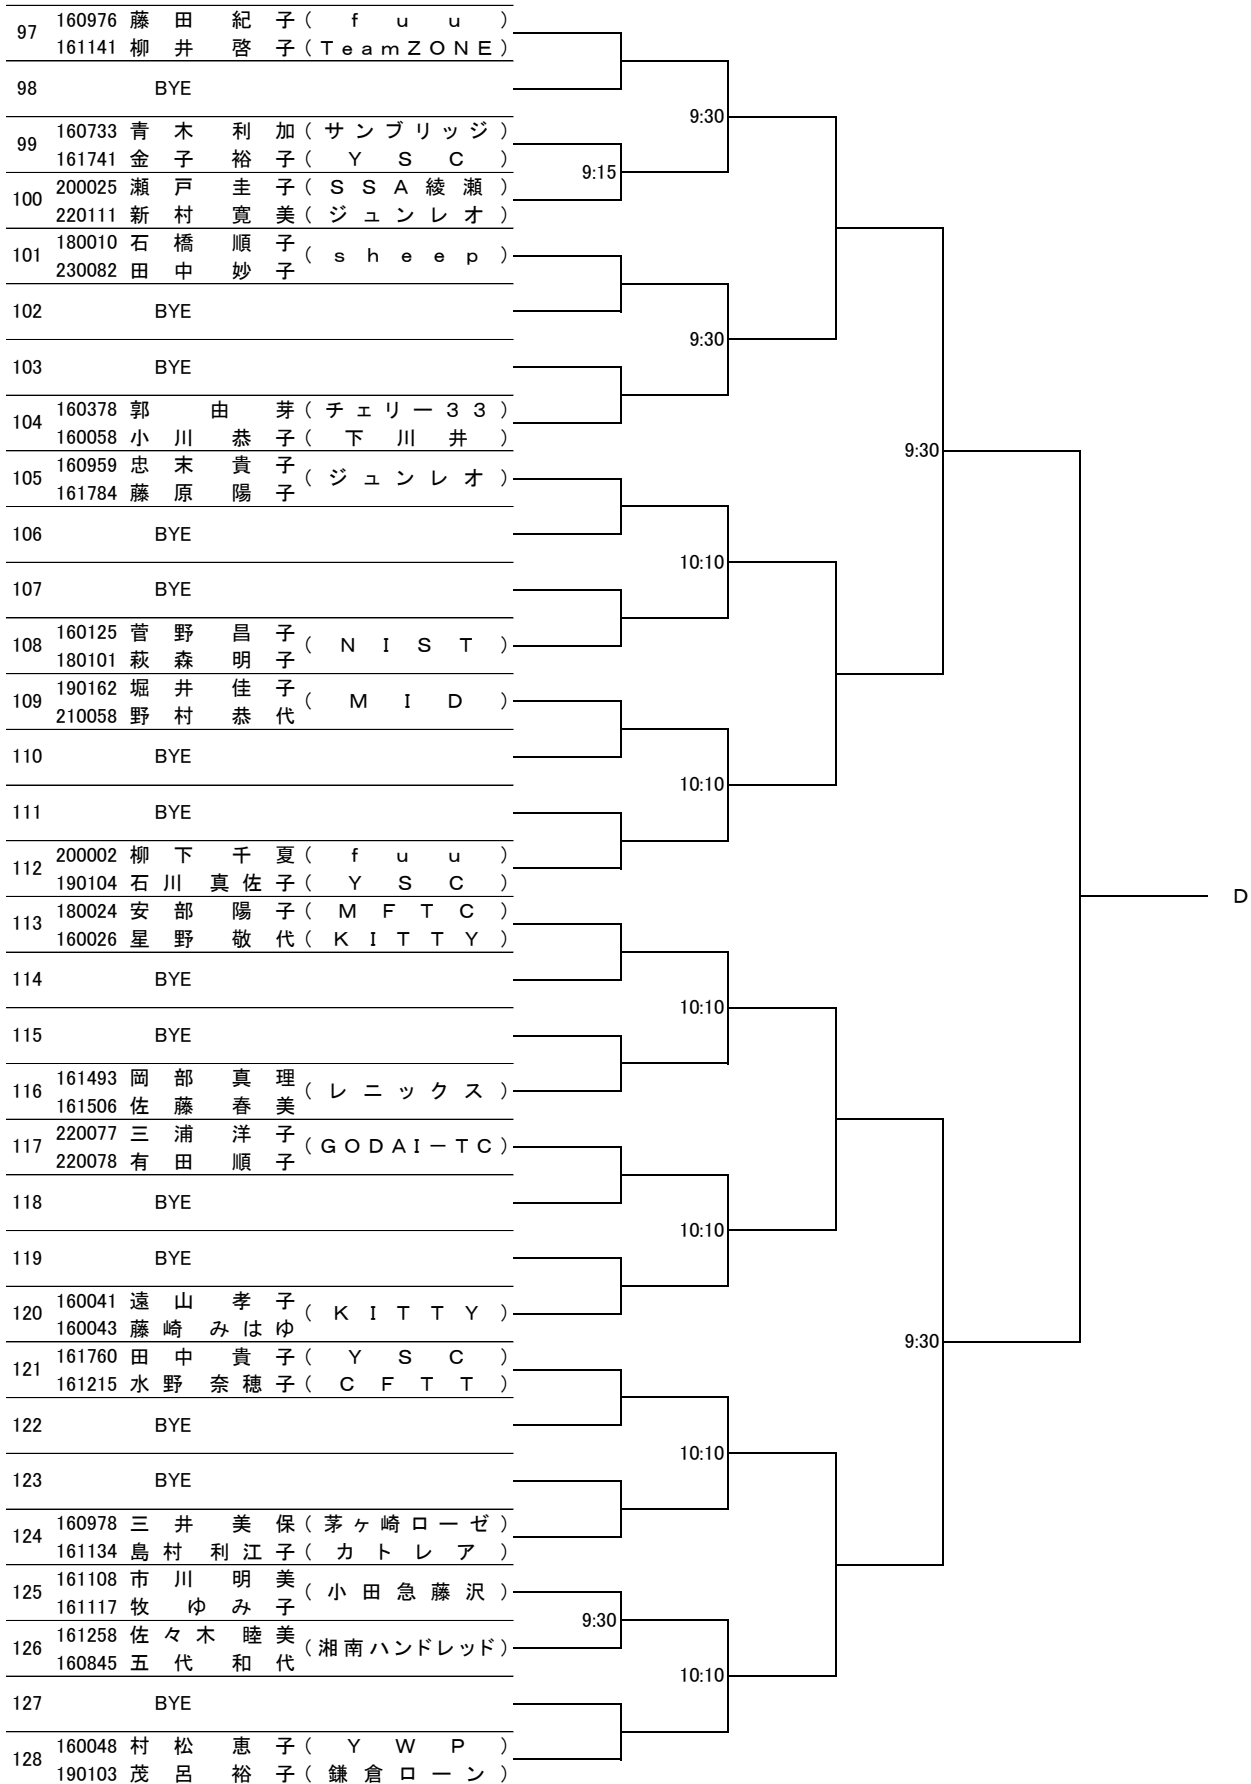 97 160976 藤田 紀子 (fuu)
161141 柳井 啓子 (TeamZONE)
98 BYE
9:30
99 160733 青木 利加 (サンブリッジ)
161741 金子 裕子 (YSC)
9:15
100 200025 瀬戸 圭子 (SSA綾瀬)
220111 新村 寛美 (ジュンレオ)
101 180010 石橋 順子 (sheep)
230082 田中 妙子
102 BYE
9:30
103 BYE
104 160378 郭 由芽 (チェリー33)
160058 小川 恭子 (下川井)
9:30
105 160959 忠末 貴子 (ジュンレオ)
161784 藤原 陽子
106 BYE
10:10
107 BYE
108 160125 菅野 昌子 (NIST)
180101 萩森 明子
109 190162 堀井 佳子 (MID)
210058 野村 恭代
110 BYE
10:10
111 BYE
112 200002 柳下 千夏 (fuu)
190104 石川 真佐子 (YSC)
D
113 180024 安部 陽子 (MFTC)
160026 星野 敬代 (KITTY)
114 BYE
10:10
115 BYE
116 161493 岡部 真理 (レニックス)
161506 佐藤 春美
117 220077 三浦 洋子 (GODAI-TC)
220078 有田 順子
118 BYE
10:10
119 BYE
120 160041 遠山 孝子 (KITTY)
160043 藤崎 みはゆ
9:30
121 161760 田中 貴子 (YSC)
161215 水野 奈穂子 (CFTT)
122 BYE
10:10
123 BYE
124 160978 三井 美保 (茅ヶ崎ローゼ)
161134 島村 利江子 (カトレア)
125 161108 市川 明美 (小田急藤沢)
161117 牧 ゆみ子
9:30
126 161258 佐々木 睦美 (湘南ハンドレッド)
160845 五代 和代
10:10
127 BYE
128 160048 村松 恵子 (YWP)
190103 茂呂 裕子 (鎌倉ローン)